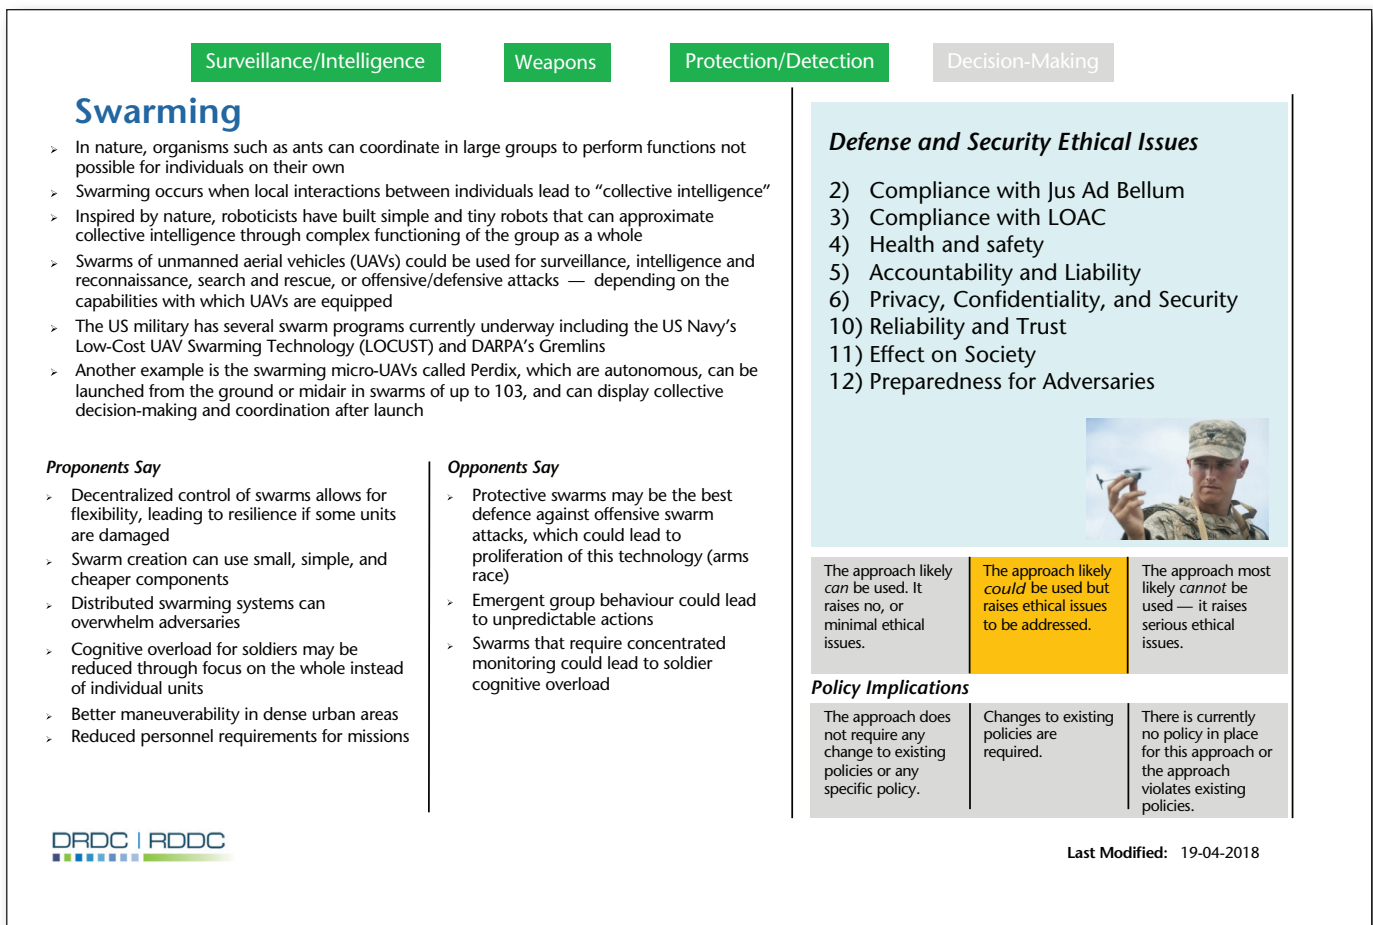 Surveillance/Intelligence
Weapons
Protection/Detection
Decision-Making
Swarming
➢ In nature, organisms such as ants can coordinate in large groups to perform functions not
possible for individuals on their own
➢ Swarming occurs when local interactions between individuals lead to “collective intelligence”
➢ Inspired by nature, roboticists have built simple and tiny robots that can approximate
collective intelligence through complex functioning of the group as a whole
➢ Swarms of unmanned aerial vehicles (UAVs) could be used for surveillance, intelligence and
reconnaissance, search and rescue, or offensive/defensive attacks — depending on the
capabilities with which UAVs are equipped
➢ The US military has several swarm programs currently underway including the US Navy’s
Low-Cost UAV Swarming Technology (LOCUST) and DARPA’s Gremlins
➢ Another example is the swarming micro-UAVs called Perdix, which are autonomous, can be
launched from the ground or midair in swarms of up to 103, and can display collective
decision-making and coordination after launch
Proponents Say
➢ Decentralized control of swarms allows for
flexibility, leading to resilience if some units
are damaged
➢ Swarm creation can use small, simple, and
cheaper components
➢ Distributed swarming systems can
overwhelm adversaries
➢ Cognitive overload for soldiers may be
reduced through focus on the whole instead
of individual units
➢ Better maneuverability in dense urban areas
➢ Reduced personnel requirements for missions
Opponents Say
➢ Protective swarms may be the best
defence against offensive swarm
attacks, which could lead to
proliferation of this technology (arms
race)
➢ Emergent group behaviour could lead
to unpredictable actions
➢ Swarms that require concentrated
monitoring could lead to soldier
cognitive overload
Defense and Security Ethical Issues
2) Compliance with Jus Ad Bellum
3) Compliance with LOAC
4) Health and safety
5) Accountability and Liability
6) Privacy, Confidentiality, and Security
10) Reliability and Trust
11) Effect on Society
12) Preparedness for Adversaries
The approach likely
can be used. It
raises no, or
minimal ethical
issues.
The approach likely
could be used but
raises ethical issues
to be addressed.
The approach most
likely cannot be
used — it raises
serious ethical
issues.
Policy Implications
The approach does
not require any
change to existing
policies or any
specific policy.
Changes to existing
policies are
required.
There is currently
no policy in place
for this approach or
the approach
violates existing
policies.
DRDC | RDDC
Last Modified: 19-04-2018